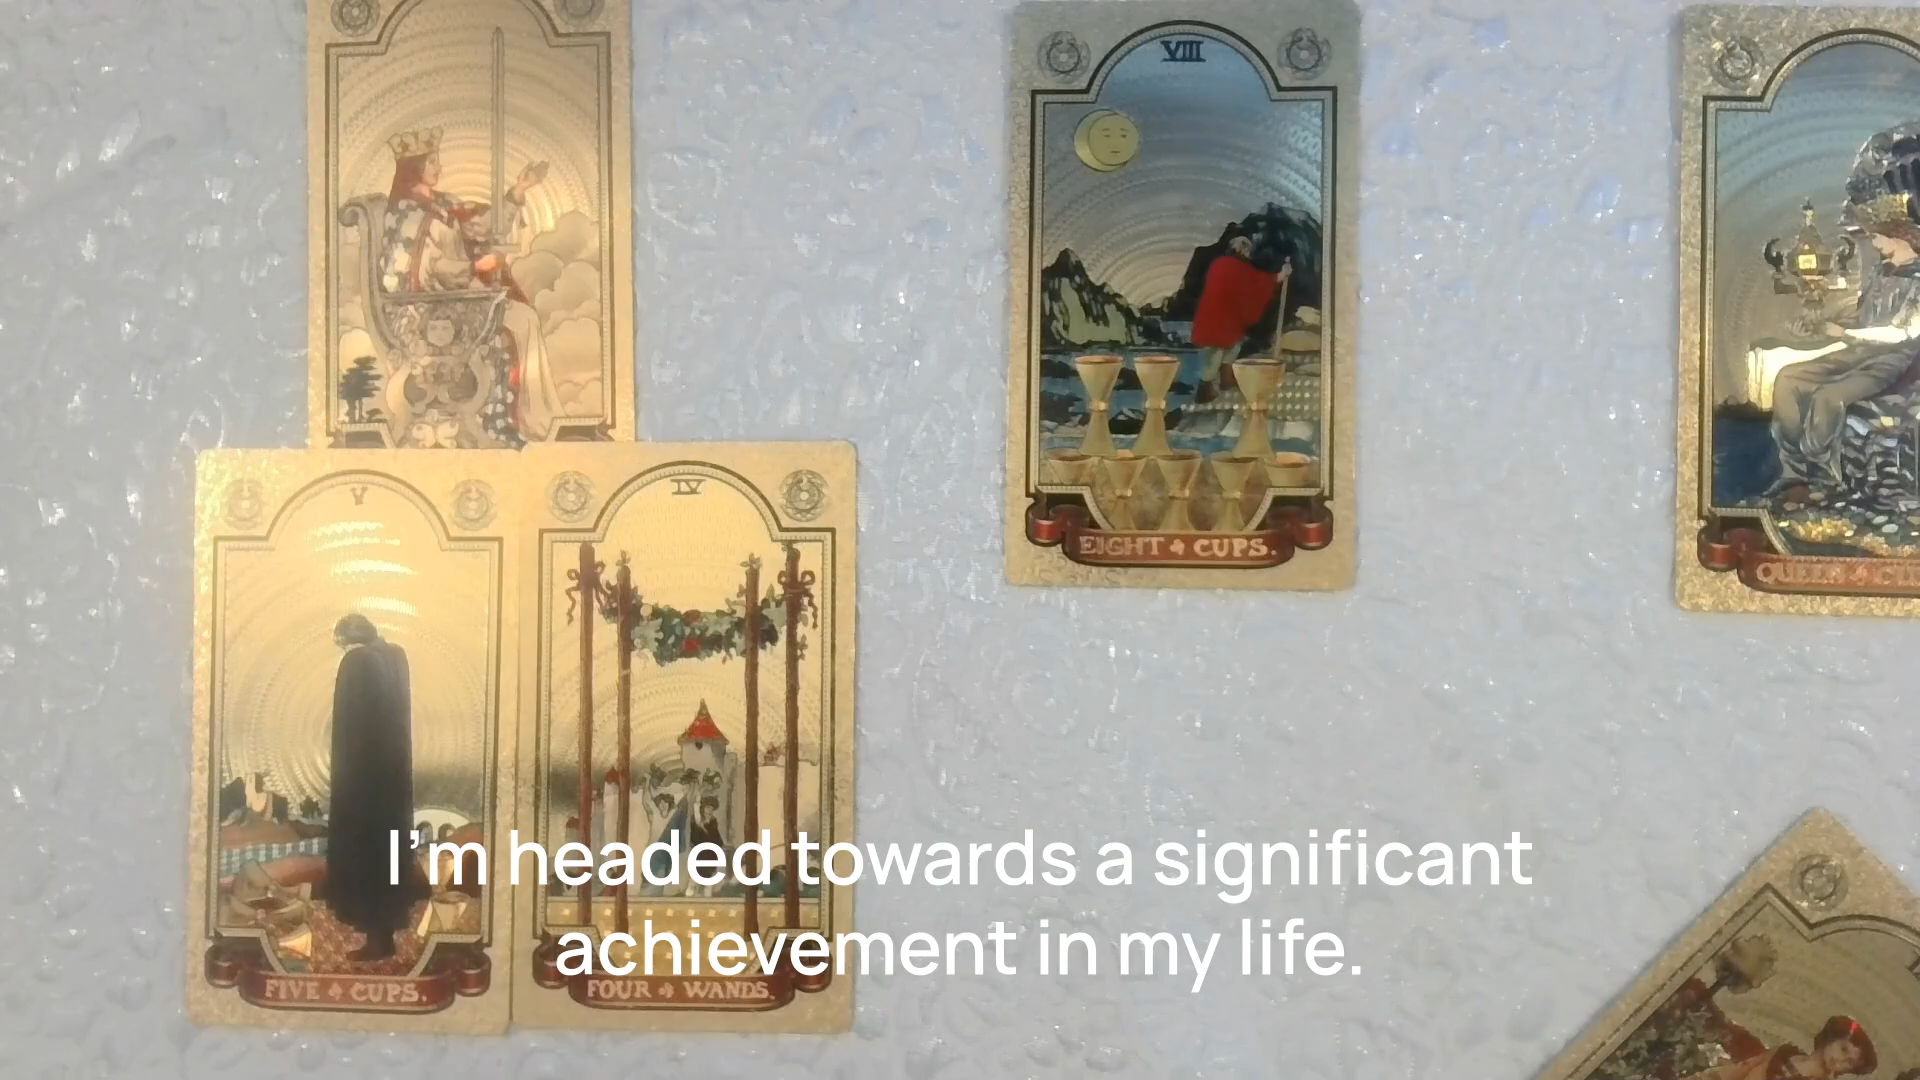 VIII
EIGHT CUPS.
V
IV
I'm headed towards a significant
achievement in my life.
FIVE CUPS.
FOUR WANDS.